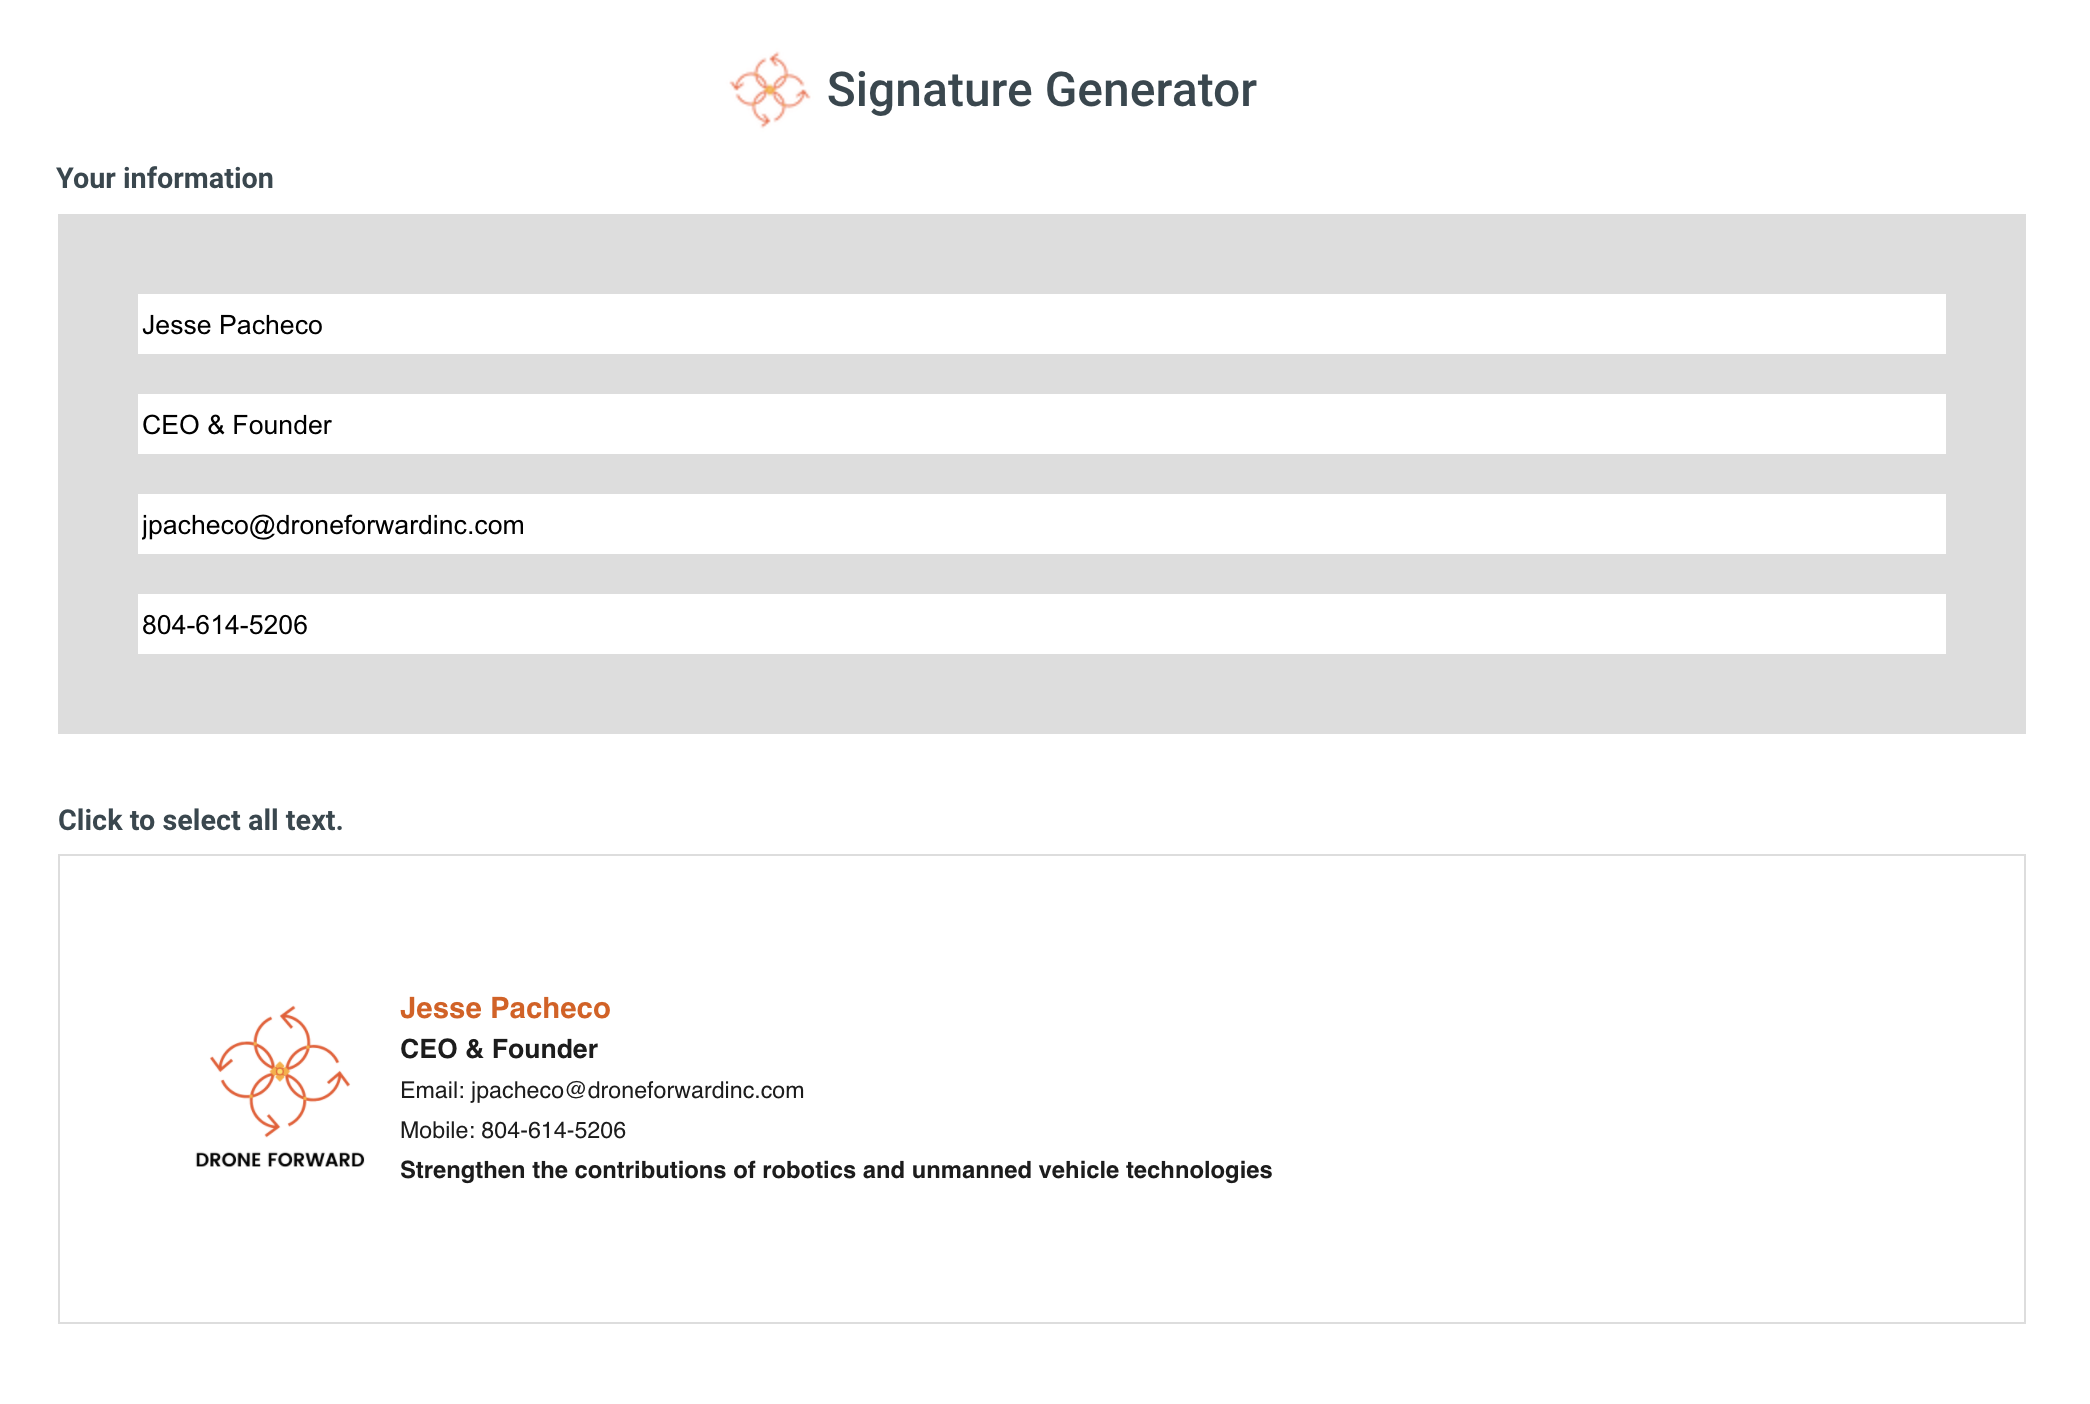 Signature Generator
Your information
Jesse Pacheco
CEO & Founder
jpacheco@droneforwardinc.com
804-614-5206
Click to select all text.
DRONE FORWARD
Jesse Pacheco
CEO & Founder
Email: jpacheco@droneforwardinc.com
Mobile: 804-614-5206
Strengthen the contributions of robotics and unmanned vehicle technologies